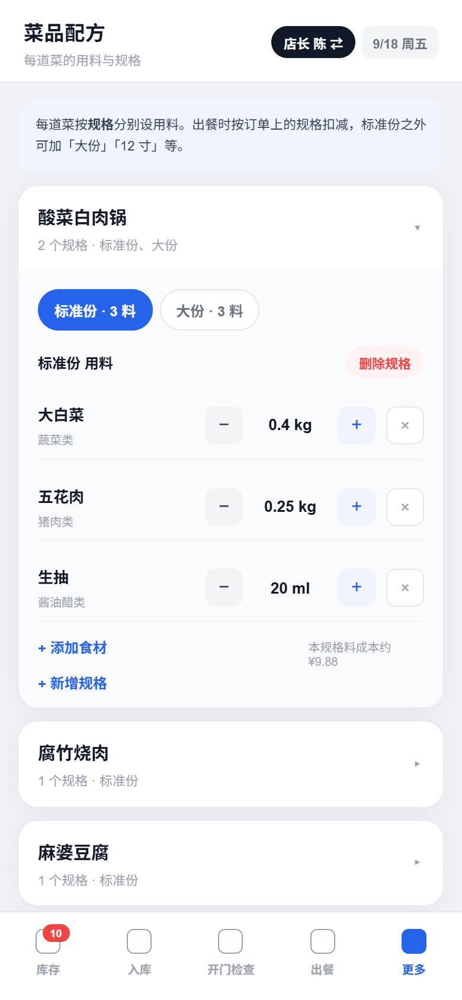 菜品配方
每道菜的用料与规格
店长 陈 ⇄
9/18 周五
每道菜按规格分别设用料。出餐时按订单上的规格扣减，标准份之外
可加「大份」「12 寸」等。
酸菜白肉锅
▾
2 个规格 · 标准份、大份
标准份 · 3 料
大份 · 3 料
标准份 用料
删除规格
大白菜
蔬菜类
− 0.4 kg + ×
五花肉
猪肉类
− 0.25 kg + ×
生抽
酱油醋类
− 20 ml + ×
+ 添加食材
本规格料成本约
¥9.88
+ 新增规格
腐竹烧肉
▸
1 个规格 · 标准份
麻婆豆腐
▸
1 个规格 · 标准份
10
库存
入库
开门检查
出餐
更多